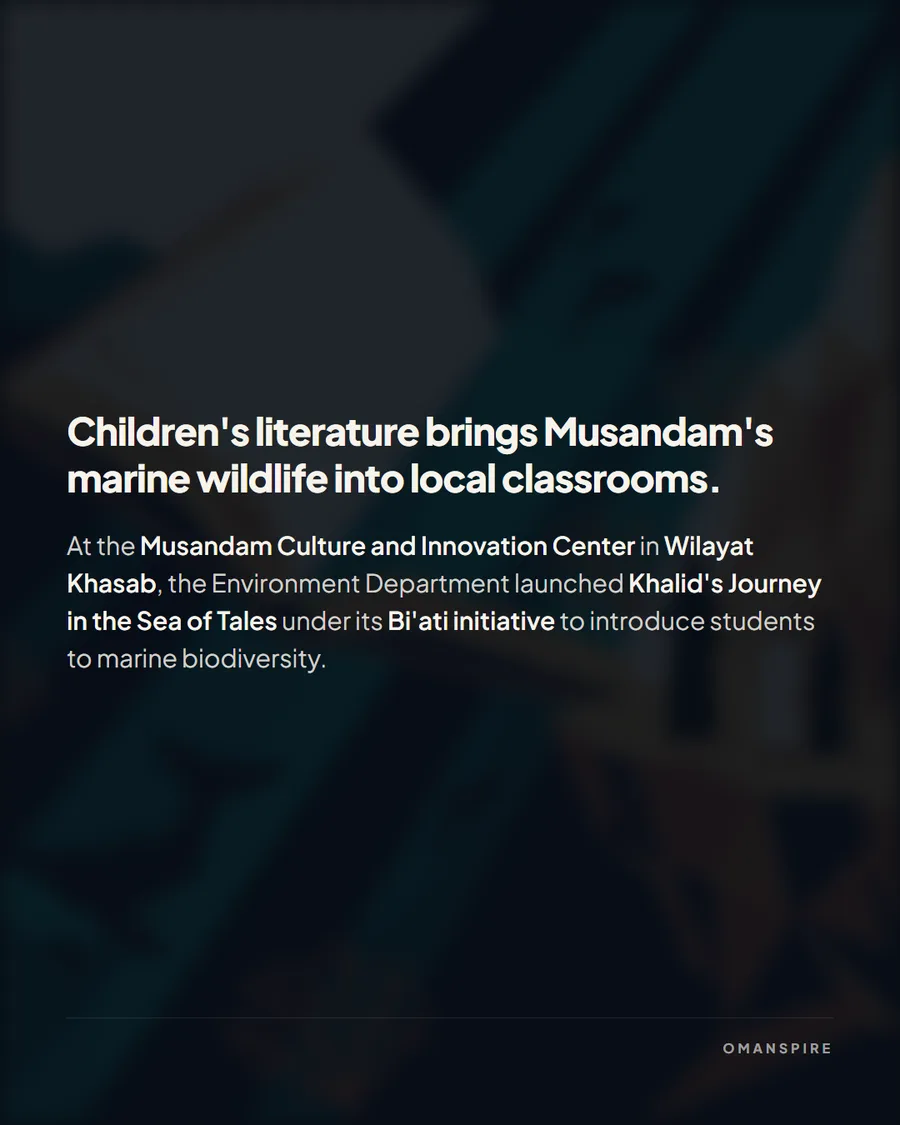 Children's literature brings Musandam's
marine wildlife into local classrooms.
At the Musandam Culture and Innovation Center in Wilayat
Khasab, the Environment Department launched Khalid's Journey
in the Sea of Tales under its Bi'ati initiative to introduce students
to marine biodiversity.
OMANSPIRE